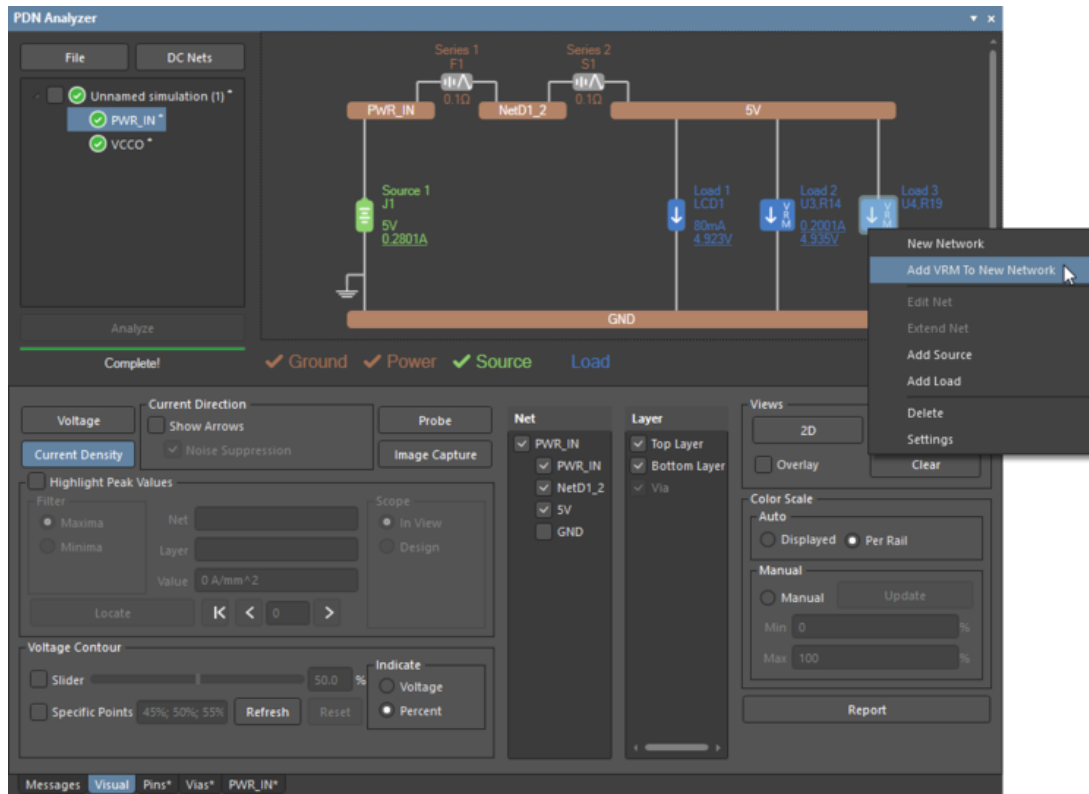 PDN Analyzer
File
DC Nets
Unnamed simulation (1) *
PWR_IN *
VCCO *
Analyze
Complete!
Series 1
F1
0.1Ω
Series 2
S1
0.1Ω
PWR_IN
NetD1_2
5V
Source 1
J1
5V
0.2801A
Load 1
LCD1
80mA
4.923V
VRM
Load 2
U3,R14
0.2001A
4.935V
VRM
Load 3
U4,R19
GND
Ground
Power
Source
Load
New Network
Add VRM To New Network
Edit Net
Extend Net
Add Source
Add Load
Delete
Settings
Voltage
Current Density
Current Direction
Show Arrows
Noise Suppression
Probe
Image Capture
Highlight Peak Values
Filter
Maxima
Minima
Net
Layer
Value 0 A/mm^2
Scope
In View
Design
Locate
0
Voltage Contour
Slider
50.0 %
Specific Points 45%; 50%; 55% Refresh Reset
Indicate
Voltage
Percent
Net
PWR_IN
PWR_IN
NetD1_2
5V
GND
Layer
Top Layer
Bottom Layer
Via
Views
2D
Overlay
Clear
Color Scale
Auto
Displayed Per Rail
Manual
Manual Update
Min 0 %
Max 100 %
Report
Messages Visual Pins* Vias* PWR_IN*